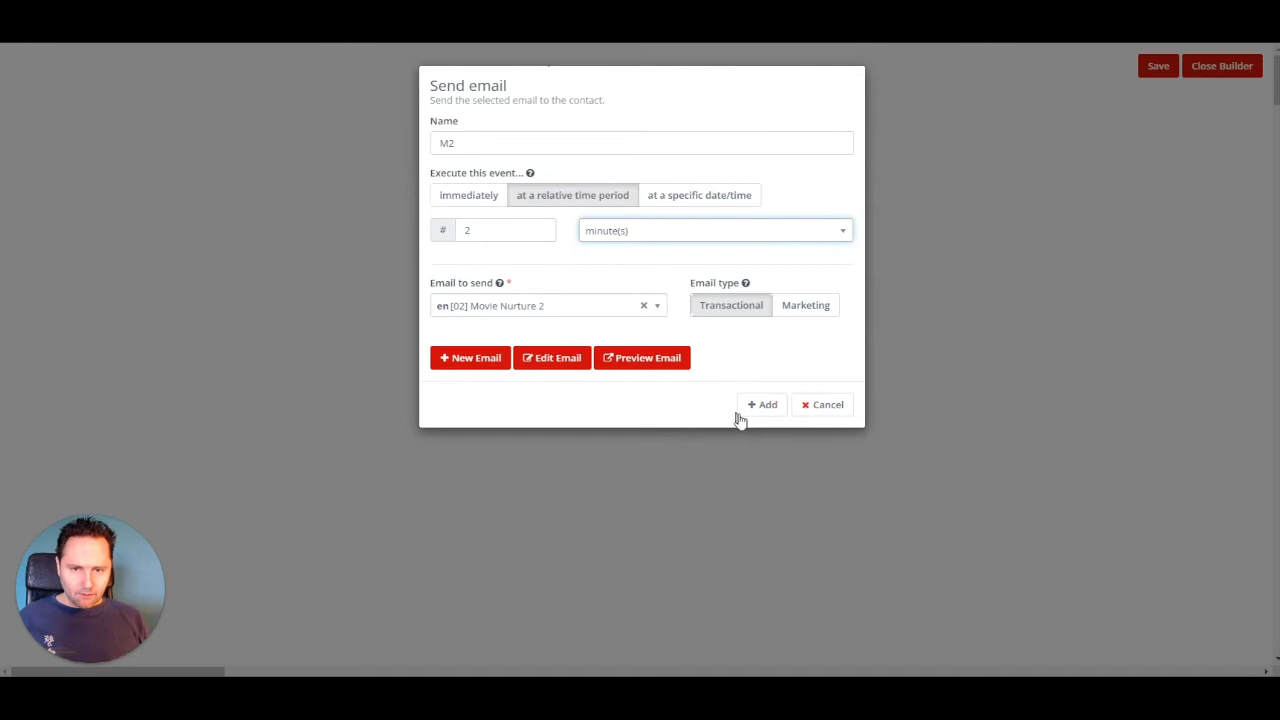 Save
Close Builder
Send email
Send the selected email to the contact.
Name
M2
Execute this event...
immediately
at a relative time period
at a specific date/time
#
2
minute(s)
Email to send *
Email type
en [02] Movie Nurture 2
Transactional
Marketing
New Email
Edit Email
Preview Email
Add
Cancel